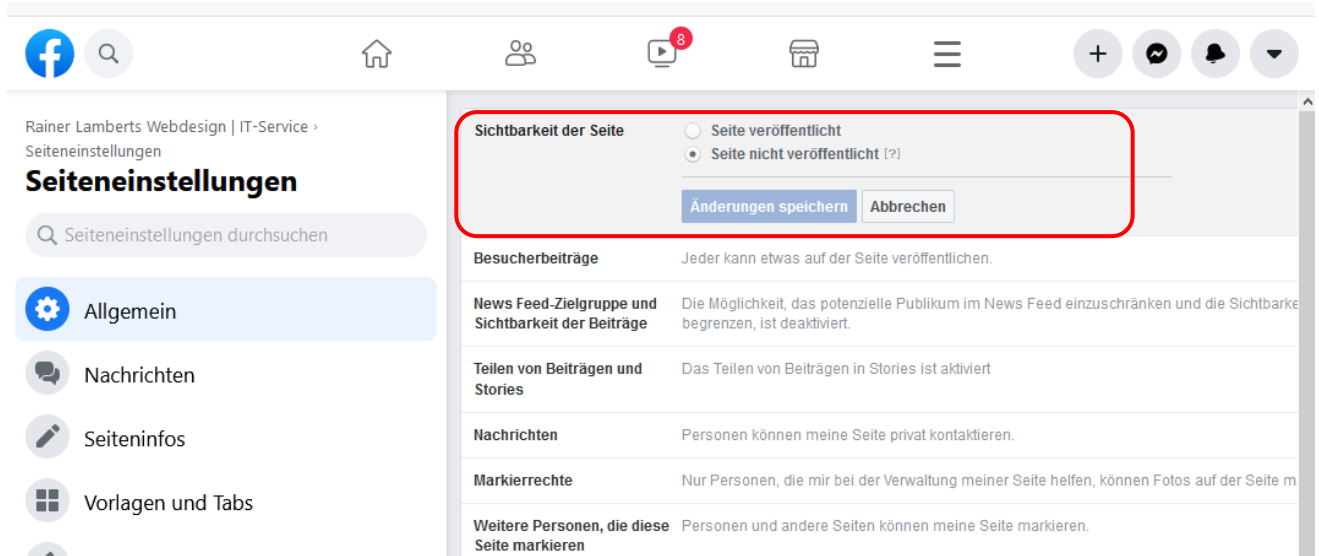 8
Rainer Lamberts Webdesign | IT-Service ›
Seiteneinstellungen
Seiteneinstellungen
Seiteneinstellungen durchsuchen
Allgemein
Nachrichten
Seiteninfos
Vorlagen und Tabs
Sichtbarkeit der Seite
Seite veröffentlicht
Seite nicht veröffentlicht [?]
Änderungen speichern
Abbrechen
Besucherbeiträge
Jeder kann etwas auf der Seite veröffentlichen.
News Feed-Zielgruppe und
Sichtbarkeit der Beiträge
Die Möglichkeit, das potenzielle Publikum im News Feed einzuschränken und die Sichtbarke
begrenzen, ist deaktiviert.
Teilen von Beiträgen und
Stories
Das Teilen von Beiträgen in Stories ist aktiviert
Nachrichten
Personen können meine Seite privat kontaktieren.
Markierrechte
Nur Personen, die mir bei der Verwaltung meiner Seite helfen, können Fotos auf der Seite m
Weitere Personen, die diese
Seite markieren
Personen und andere Seiten können meine Seite markieren.